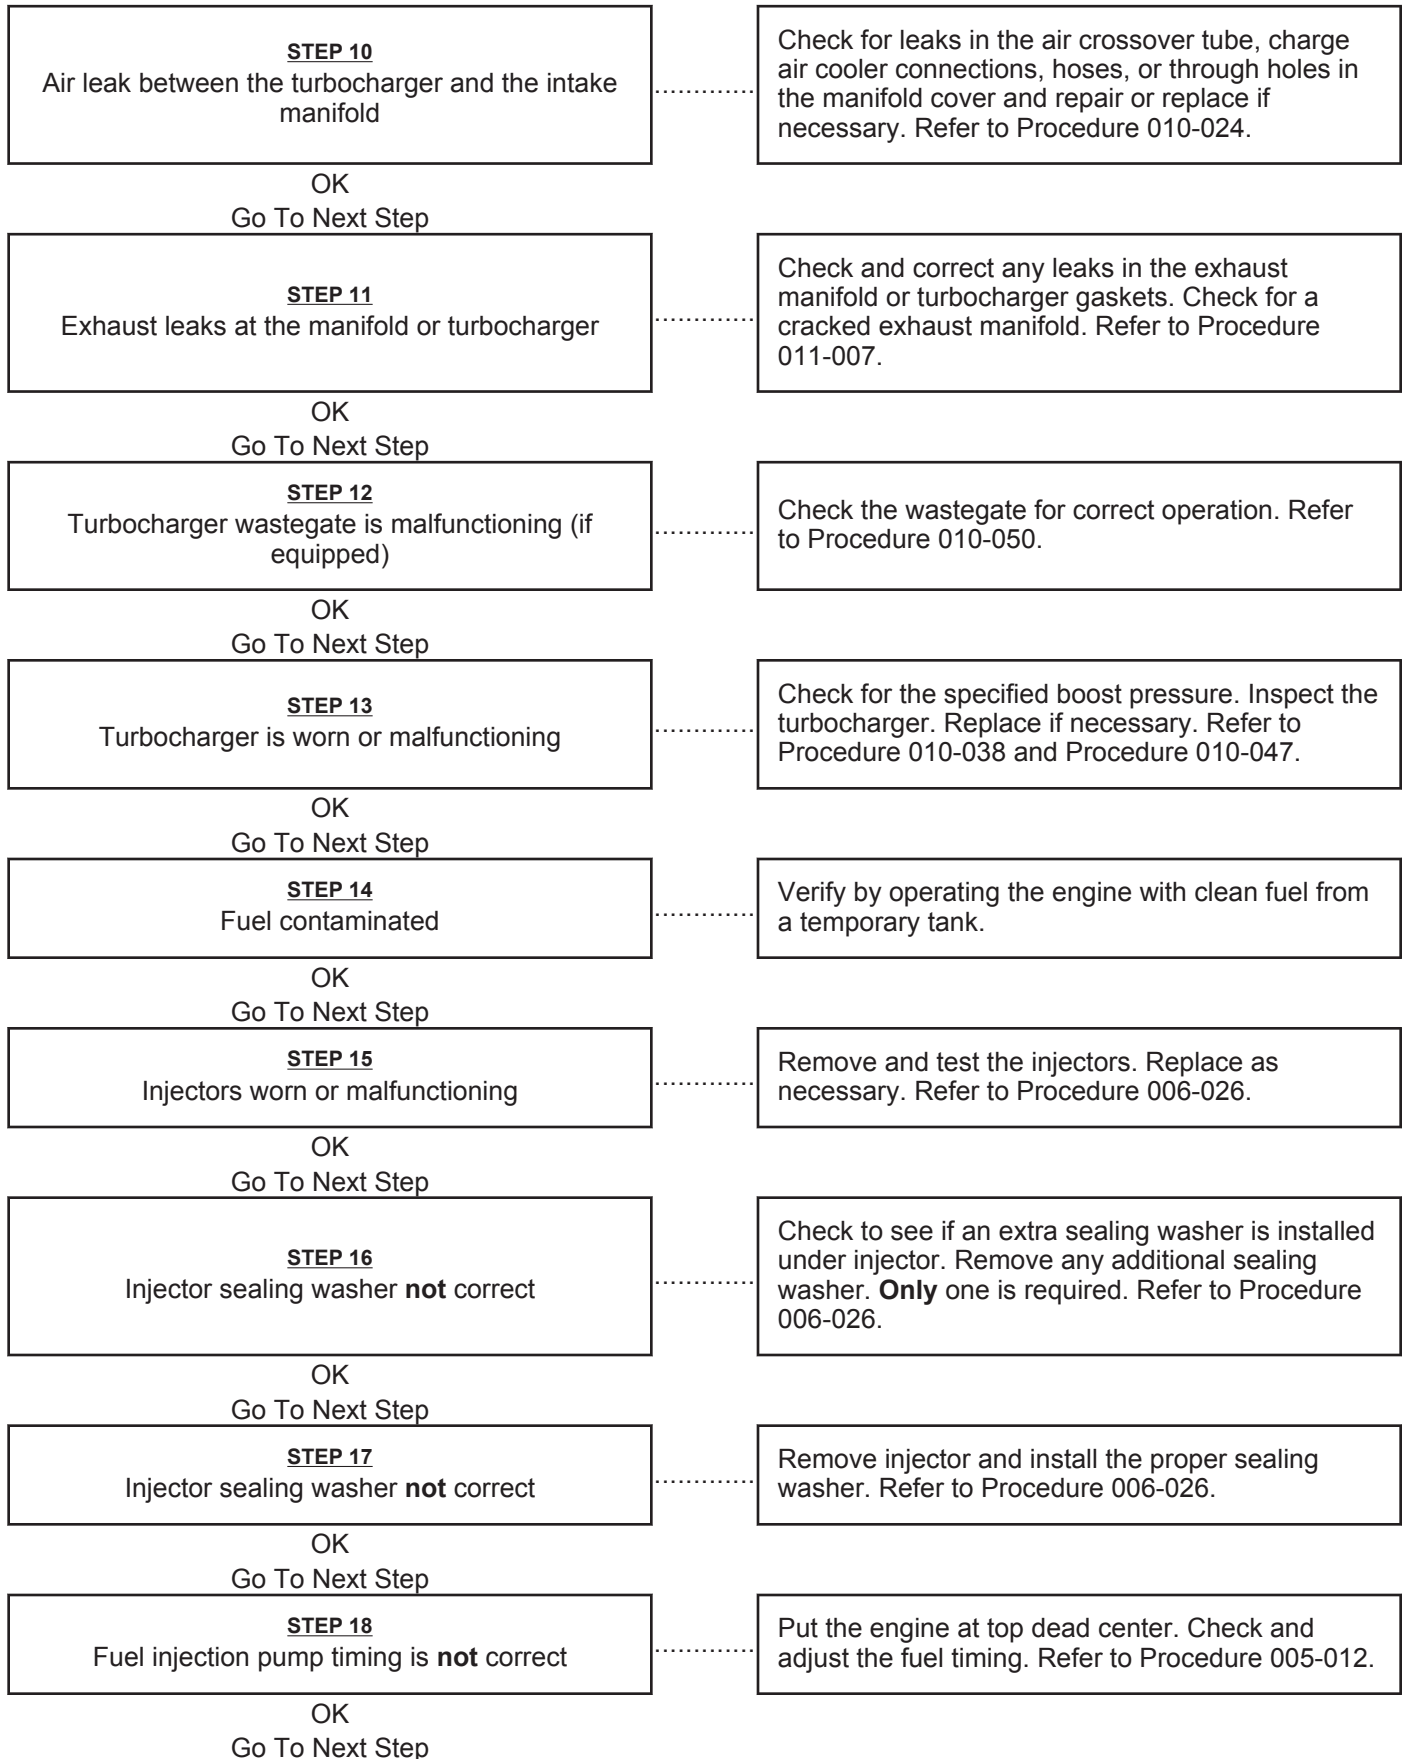 STEP 10
Air leak between the turbocharger and the intake
manifold
Check for leaks in the air crossover tube, charge
air cooler connections, hoses, or through holes in
the manifold cover and repair or replace if
necessary. Refer to Procedure 010-024.
OK
Go To Next Step
STEP 11
Exhaust leaks at the manifold or turbocharger
Check and correct any leaks in the exhaust
manifold or turbocharger gaskets. Check for a
cracked exhaust manifold. Refer to Procedure
011-007.
OK
Go To Next Step
STEP 12
Turbocharger wastegate is malfunctioning (if
equipped)
Check the wastegate for correct operation. Refer
to Procedure 010-050.
OK
Go To Next Step
STEP 13
Turbocharger is worn or malfunctioning
Check for the specified boost pressure. Inspect the
turbocharger. Replace if necessary. Refer to
Procedure 010-038 and Procedure 010-047.
OK
Go To Next Step
STEP 14
Fuel contaminated
Verify by operating the engine with clean fuel from
a temporary tank.
OK
Go To Next Step
STEP 15
Injectors worn or malfunctioning
Remove and test the injectors. Replace as
necessary. Refer to Procedure 006-026.
OK
Go To Next Step
STEP 16
Injector sealing washer not correct
Check to see if an extra sealing washer is installed
under injector. Remove any additional sealing
washer. Only one is required. Refer to Procedure
006-026.
OK
Go To Next Step
STEP 17
Injector sealing washer not correct
Remove injector and install the proper sealing
washer. Refer to Procedure 006-026.
OK
Go To Next Step
STEP 18
Fuel injection pump timing is not correct
Put the engine at top dead center. Check and
adjust the fuel timing. Refer to Procedure 005-012.
OK
Go To Next Step